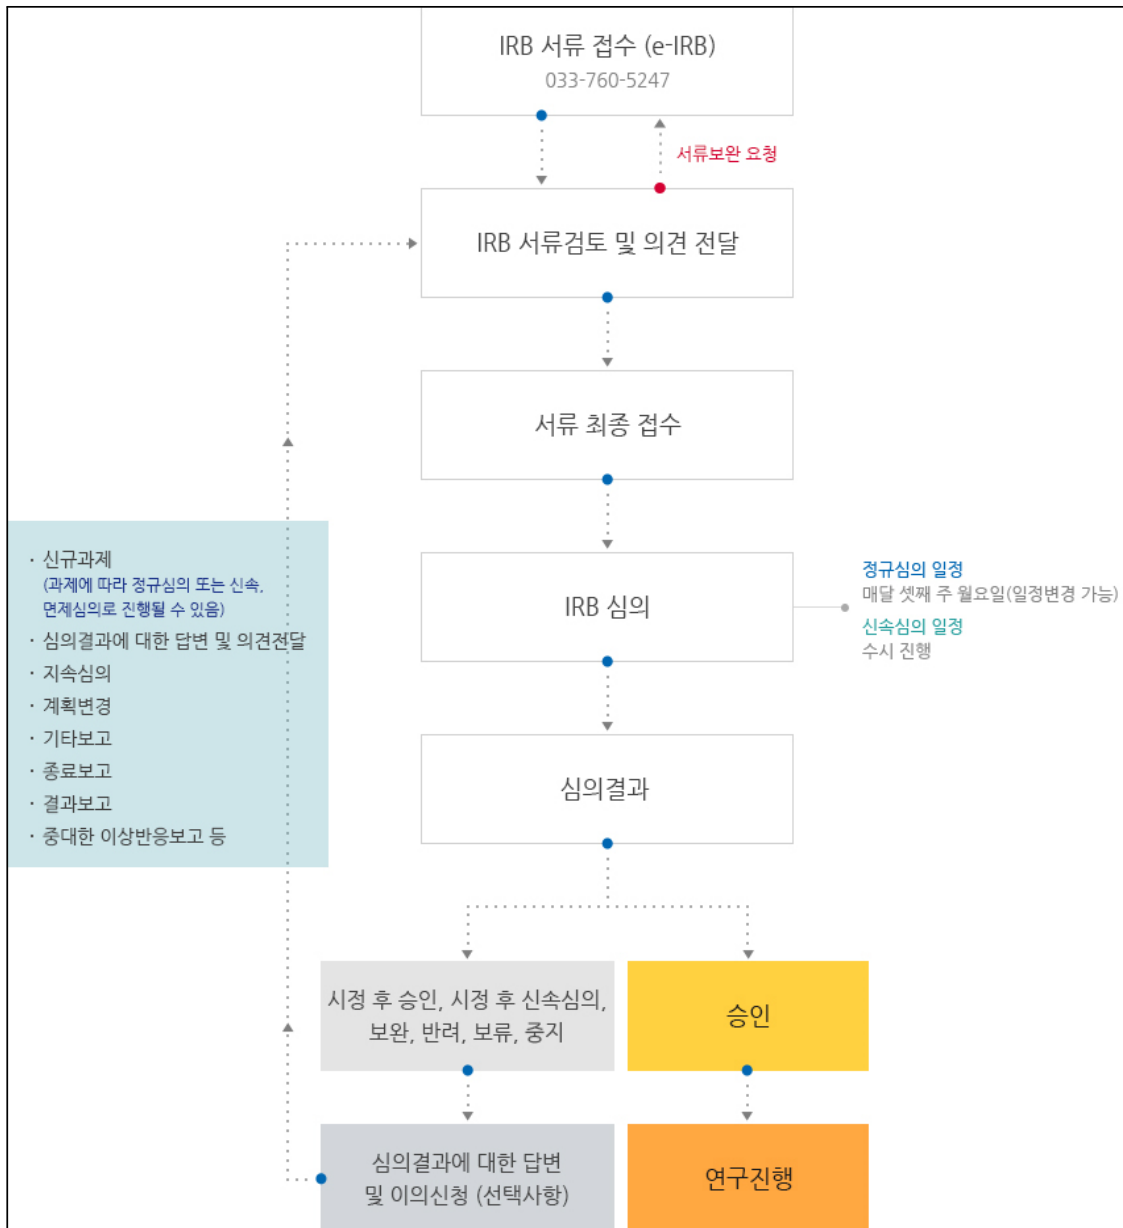 IRB 서류 접수 (e-IRB)
033-760-5247
서류보완 요청
IRB 서류검토 및 의견 전달
서류 최종 접수
· 신규과제
(과제에 따라 정규심의 또는 신속,
면제심의로 진행될 수 있음)
· 심의결과에 대한 답변 및 의견전달
· 지속심의
· 계획변경
· 기타보고
· 종료보고
· 결과보고
· 중대한 이상반응보고 등
IRB 심의
정규심의 일정
매달 셋째 주 월요일(일정변경 가능)
신속심의 일정
수시 진행
심의결과
시정 후 승인, 시정 후 신속심의,
보완, 반려, 보류, 중지
승인
심의결과에 대한 답변
및 이의신청 (선택사항)
연구진행